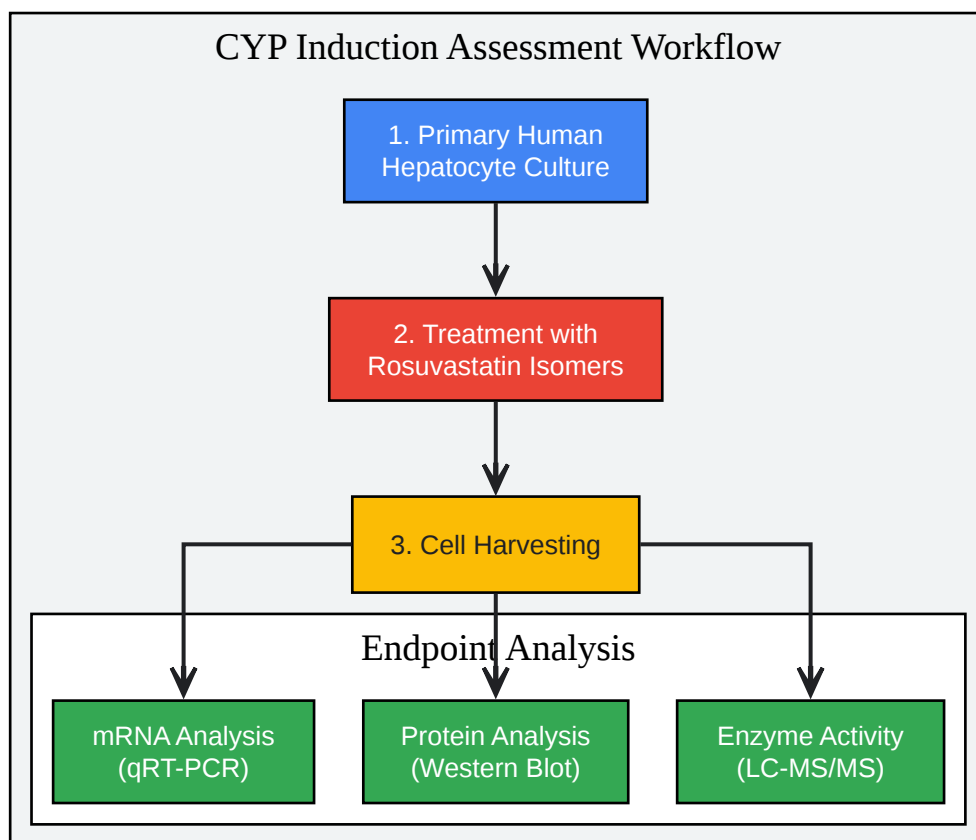 CYP Induction Assessment Workflow
1. Primary Human
Hepatocyte Culture
2. Treatment with
Rosuvastatin Isomers
3. Cell Harvesting
Endpoint Analysis
mRNA Analysis
(qRT-PCR)
Protein Analysis
(Western Blot)
Enzyme Activity
(LC-MS/MS)